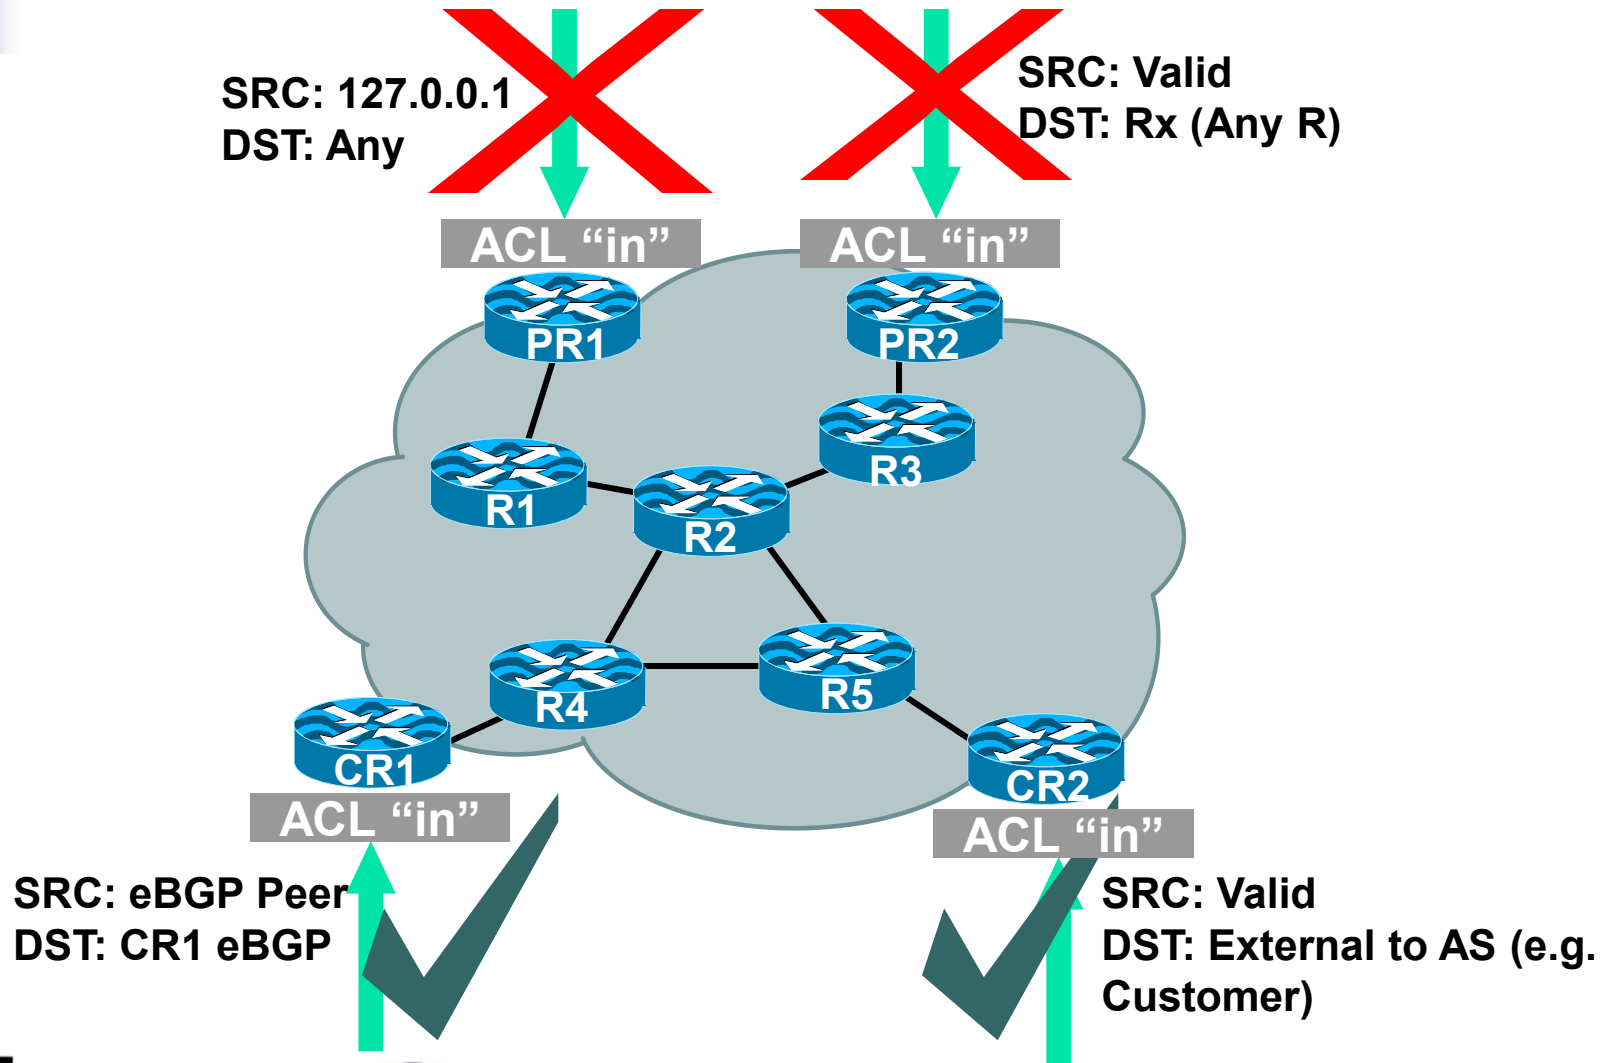 SRC: 127.0.0.1
DST: Any
SRC: Valid
DST: Rx (Any R)
ACL “in”
ACL “in”
PR1
PR2
R3
R1
R2
R4
R5
CR1
CR2
ACL “in”
ACL “in”
SRC: eBGP Peer
DST: CR1 eBGP
SRC: Valid
DST: External to AS (e.g.
Customer)